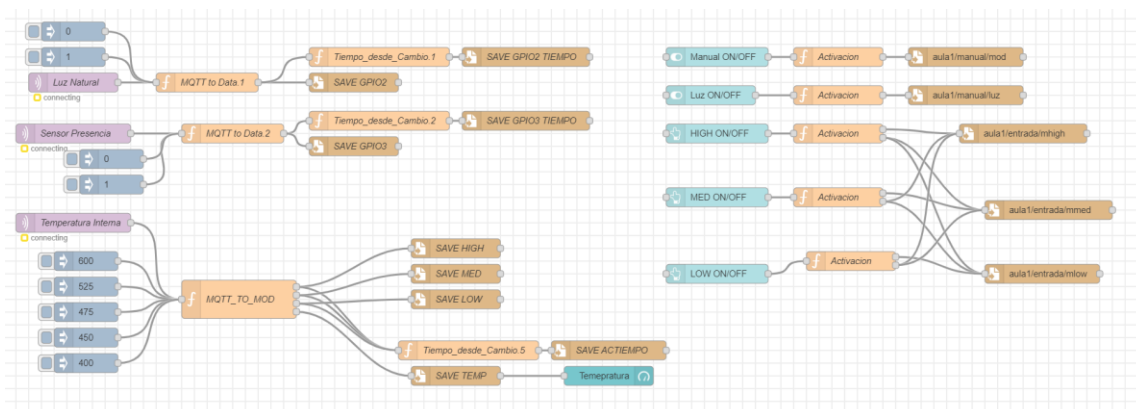 0
1
Luz Natural
connecting
MQTT to Data.1
Tiempo_desde_Cambio.1
SAVE GPIO2 TIEMPO
SAVE GPIO2
Sensor Presencia
connecting
MQTT to Data.2
Tiempo_desde_Cambio.2
SAVE GPIO3 TIEMPO
SAVE GPIO3
0
1
Temperatura Interna
connecting
600
525
475
450
400
MQTT_TO_MOD
SAVE HIGH
SAVE MED
SAVE LOW
Tiempo_desde_Cambio.5
SAVE ACTIEMPO
SAVE TEMP
Temepratura
Manual ON/OFF
Activacion
aula1/manual/mod
Luz ON/OFF
Activacion
aula1/manual/luz
HIGH ON/OFF
Activacion
aula1/entrada/mhigh
MED ON/OFF
Activacion
aula1/entrada/mmed
LOW ON/OFF
Activacion
aula1/entrada/mlow